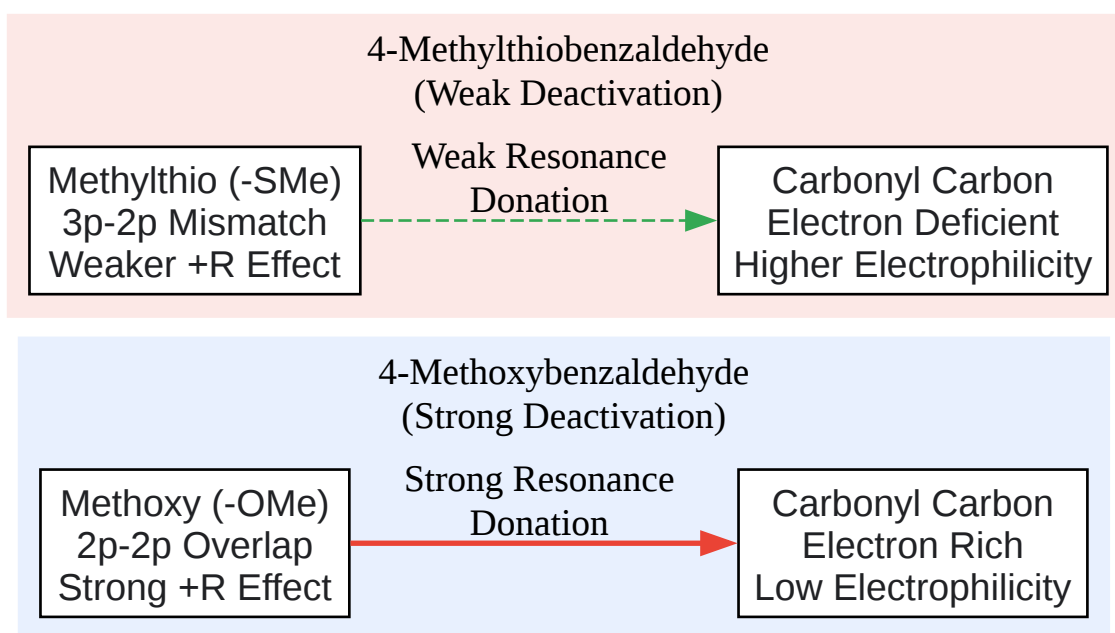 4-Methylthiobenzaldehyde
(Weak Deactivation)
Methylthio (-SMe)
3p-2p Mismatch
Weaker +R Effect
Weak Resonance
Donation
Carbonyl Carbon
Electron Deficient
Higher Electrophilicity
4-Methoxybenzaldehyde
(Strong Deactivation)
Methoxy (-OMe)
2p-2p Overlap
Strong +R Effect
Strong Resonance
Donation
Carbonyl Carbon
Electron Rich
Low Electrophilicity